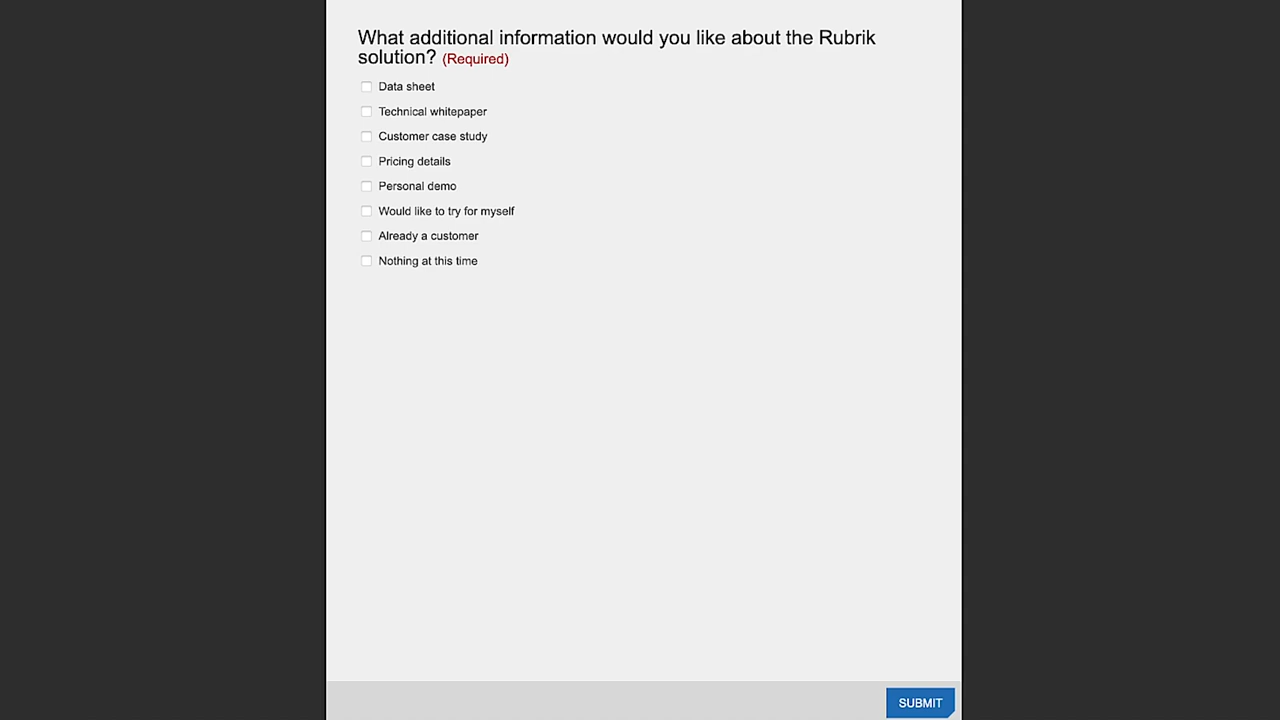 What additional information would you like about the Rubrik
solution? (Required)
Data sheet
Technical whitepaper
Customer case study
Pricing details
Personal demo
Would like to try for myself
Already a customer
Nothing at this time
SUBMIT